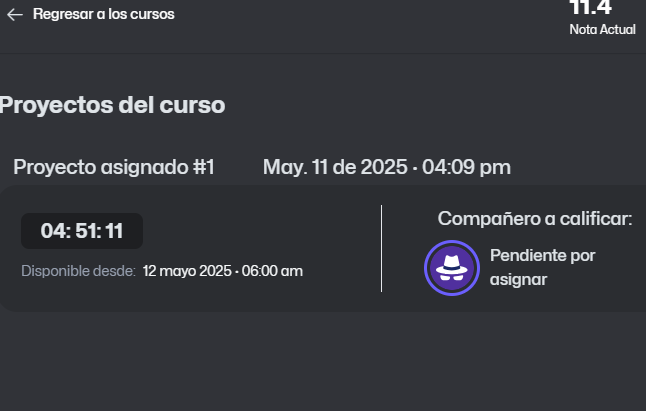 Regresar a los cursos
11.4
Nota Actual
Proyectos del curso
Proyecto asignado #1
May. 11 de 2025 · 04:09 pm
04: 51: 11
Disponible desde: 12 mayo 2025 · 06:00 am
Compañero a calificar:
Pendiente por
asignar